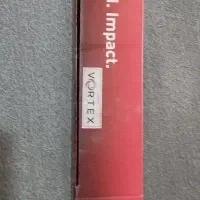 . Impact.
VORTEX